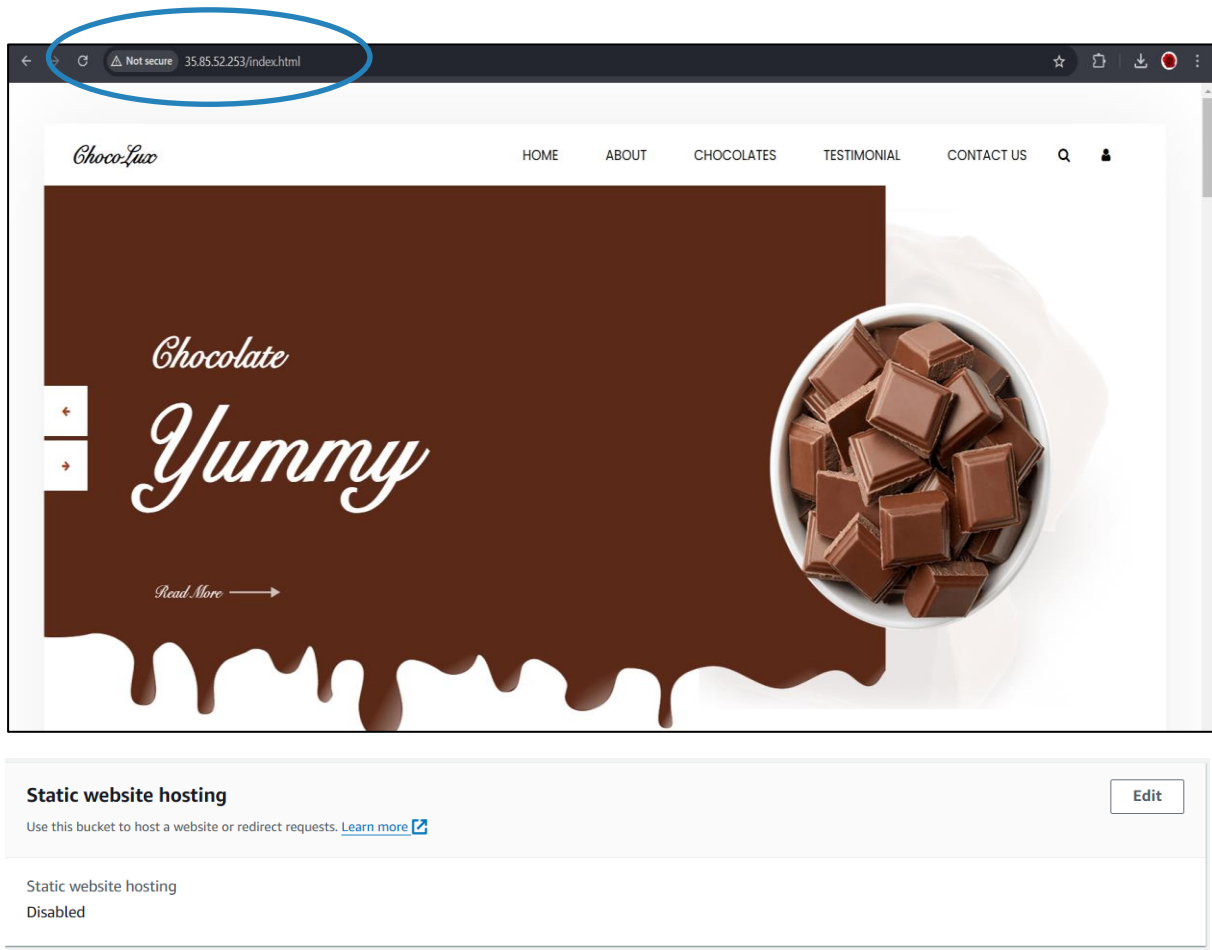 Not secure 35.85.52.253/index.html
Choco-Lux HOME ABOUT CHOCOLATES TESTIMONIAL CONTACT US
Chocolate
Yummy
Read More
Static website hosting Edit
Use this bucket to host a website or redirect requests. Learn more
Static website hosting
Disabled